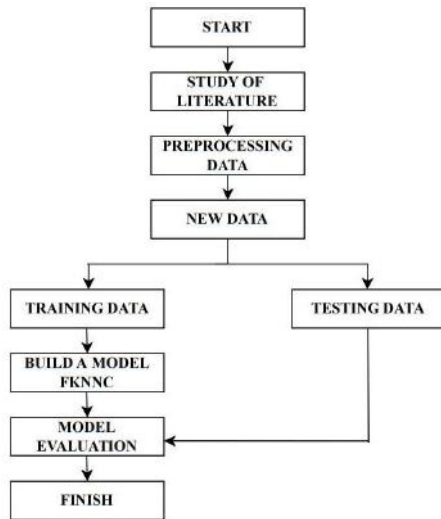 START
STUDY OF
LITERATURE
PREPROCESSING
DATA
NEW DATA
TRAINING DATA
TESTING DATA
BUILD A MODEL
FKNNC
MODEL
EVALUATION
FINISH